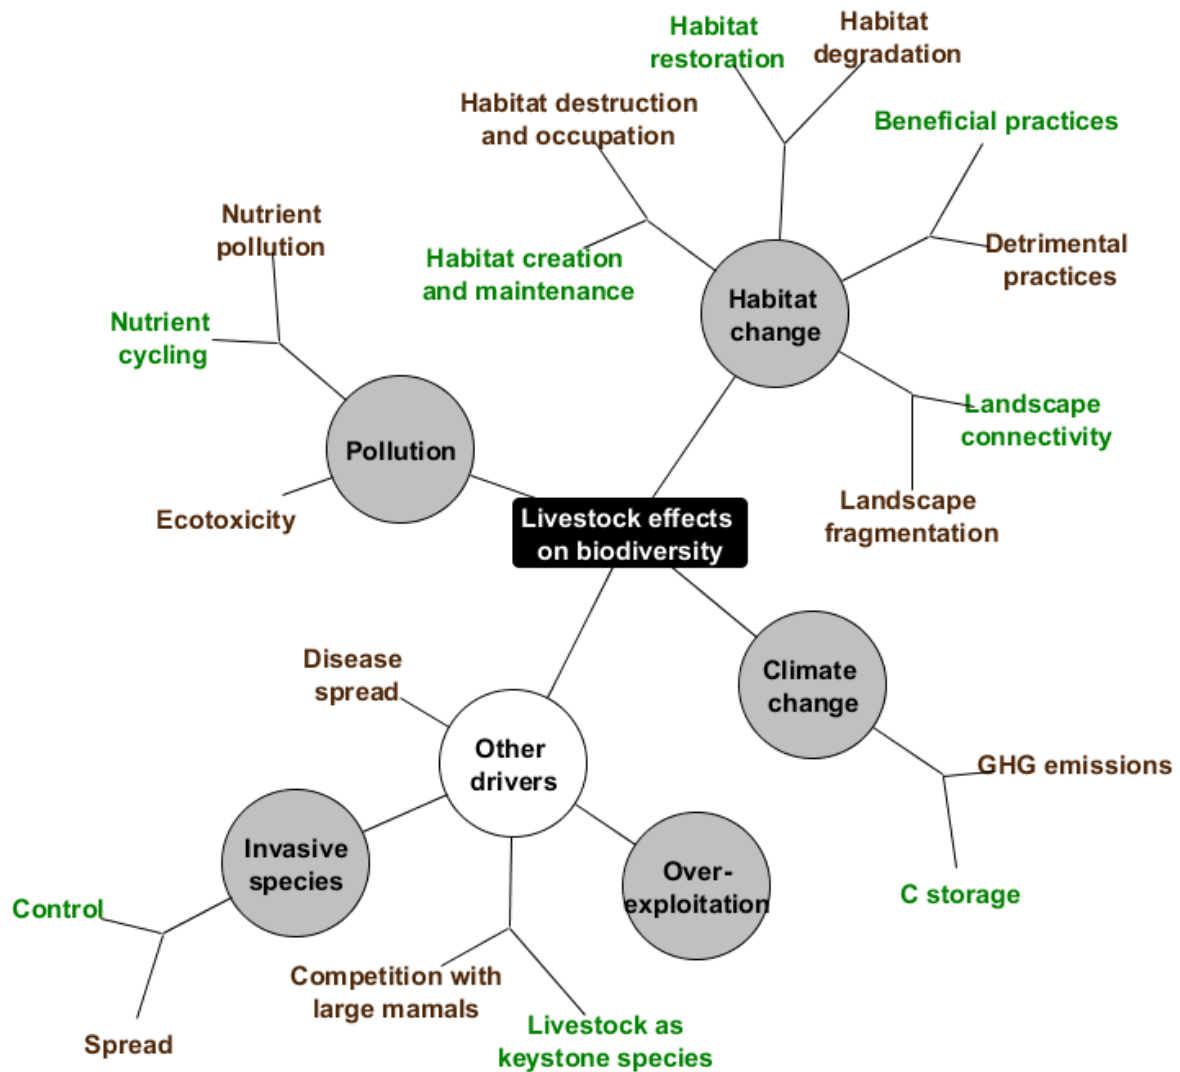 Habitat
restoration
Habitat
degradation
Habitat destruction
and occupation
Beneficial practices
Nutrient
pollution
Habitat creation
and maintenance
Detrimental
practices
Habitat
change
Nutrient
cycling
Landscape
connectivity
Pollution
Landscape
fragmentation
Ecotoxicity
Livestock effects
on biodiversity
Disease
spread
Climate
change
Other
drivers
GHG emissions
Invasive
species
Over-
exploitation
C storage
Control
Competition with
large mamals
Livestock as
keystone species
Spread